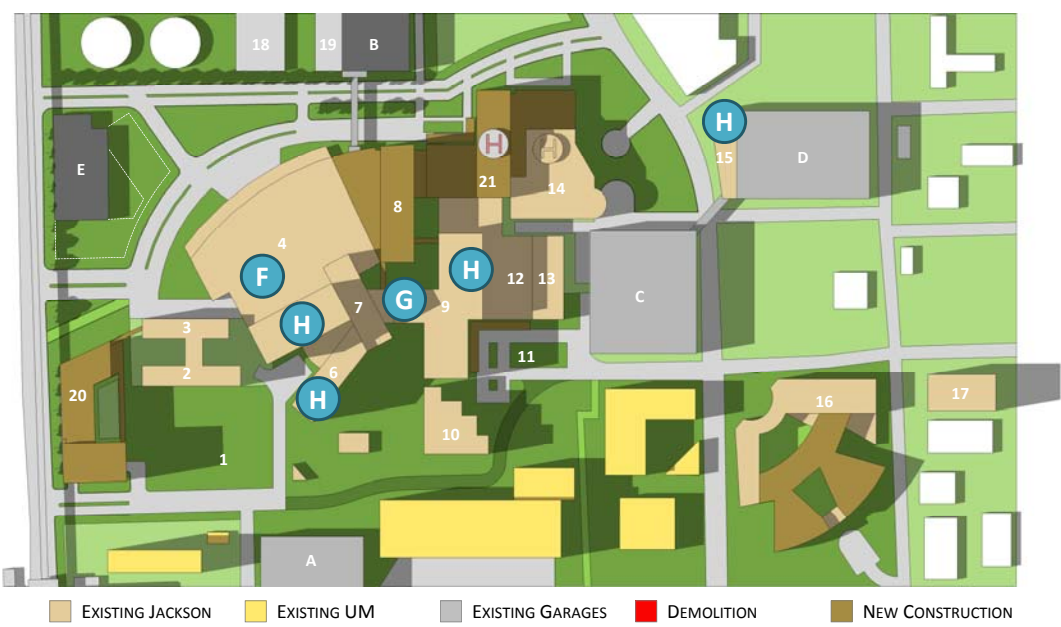 18 19 B
H
E 15 D
H H
21 14
8
4
F H 12 13
G 9 C
7
H
3
11
2 6
H
20 16 17
10
1
A
EXISTING JACKSON EXISTING UM EXISTING GARAGES DEMOLITION NEW CONSTRUCTION